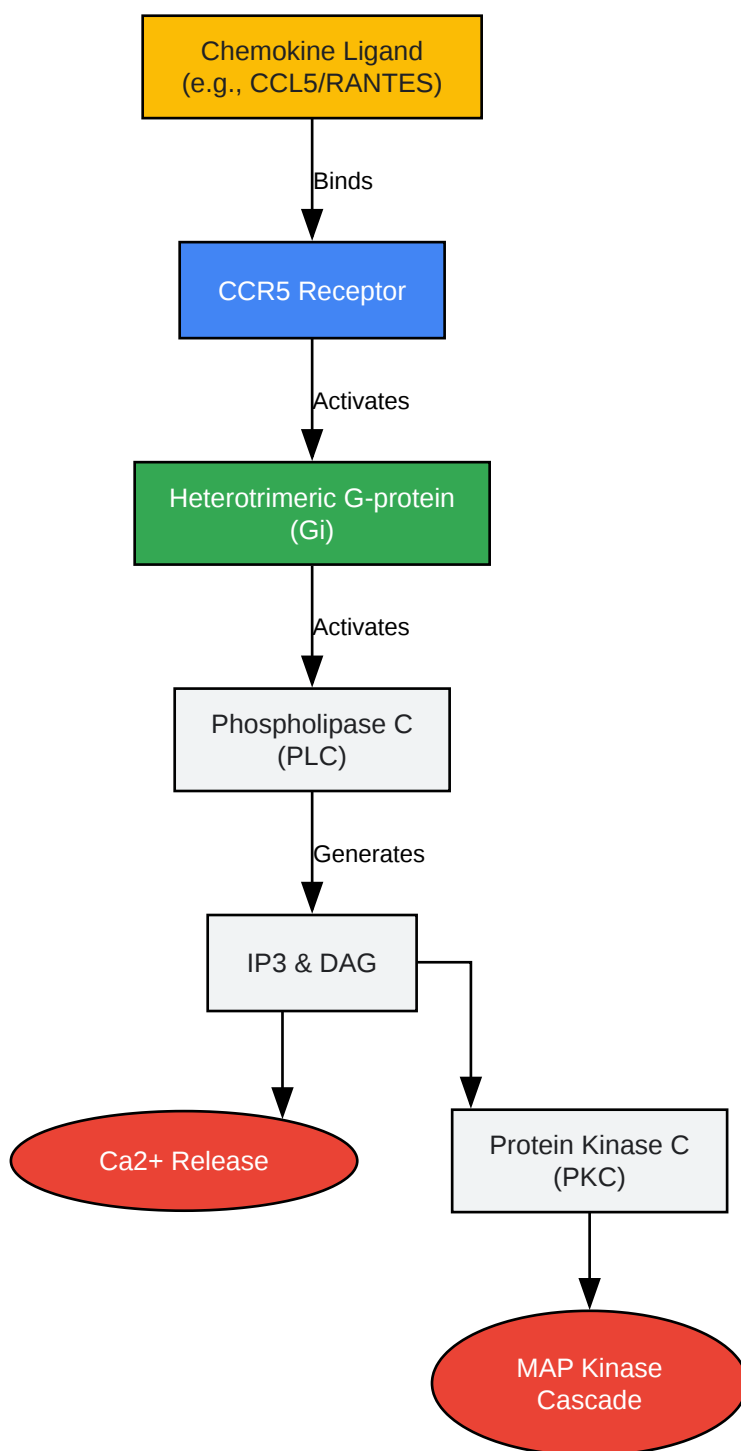 Chemokine Ligand
(e.g., CCL5/RANTES)
Binds
CCR5 Receptor
Activates
Heterotrimeric G-protein
(Gi)
Activates
Phospholipase C
(PLC)
Generates
IP3 & DAG
Ca2+ Release
Protein Kinase C
(PKC)
MAP Kinase
Cascade